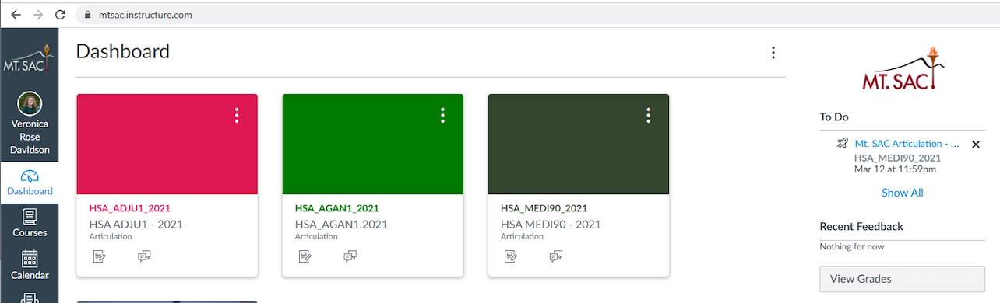 mtsac.instructure.com
MT. SAC
Veronica
Rose
Davidson
Dashboard
Courses
Calendar
Dashboard
HSA_ADJU1_2021
HSA ADJU1 - 2021
Articulation
HSA_AGAN1_2021
HSA_AGAN1.2021
Articulation
HSA_MEDI90_2021
HSA MEDI90 - 2021
Articulation
MT. SAC
To Do
Mt. SAC Articulation - ...
HSA_MEDI90_2021
Mar 12 at 11:59pm
Show All
Recent Feedback
Nothing for now
View Grades